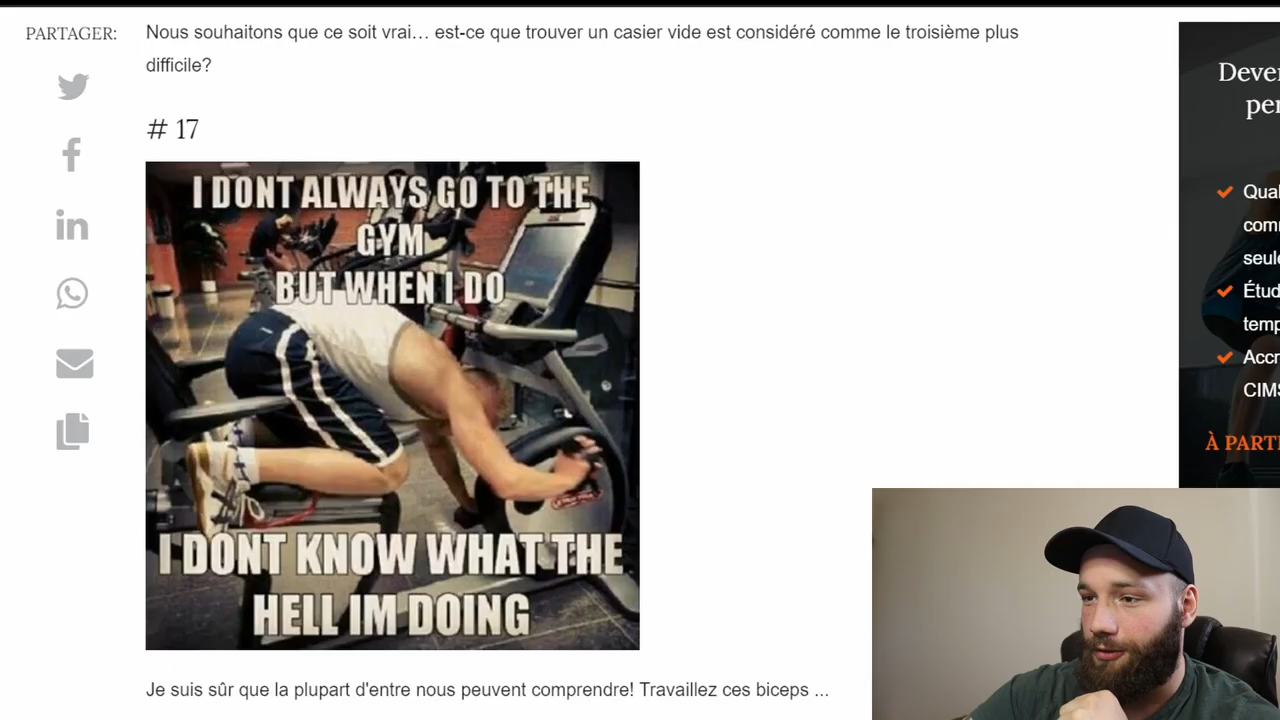 PARTAGER:
Nous souhaitons que ce soit vrai… est-ce que trouver un casier vide est considéré comme le troisième plus
difficile?
# 17
I DONT ALWAYS GO TO THE
GYM
BUT WHEN I DO
I DONT KNOW WHAT THE
HELL IM DOING
Je suis sûr que la plupart d'entre nous peuvent comprendre! Travaillez ces biceps ...
Deve
per
Qual
com
seule
Étud
temp
Accr
CIMS
À PARTI